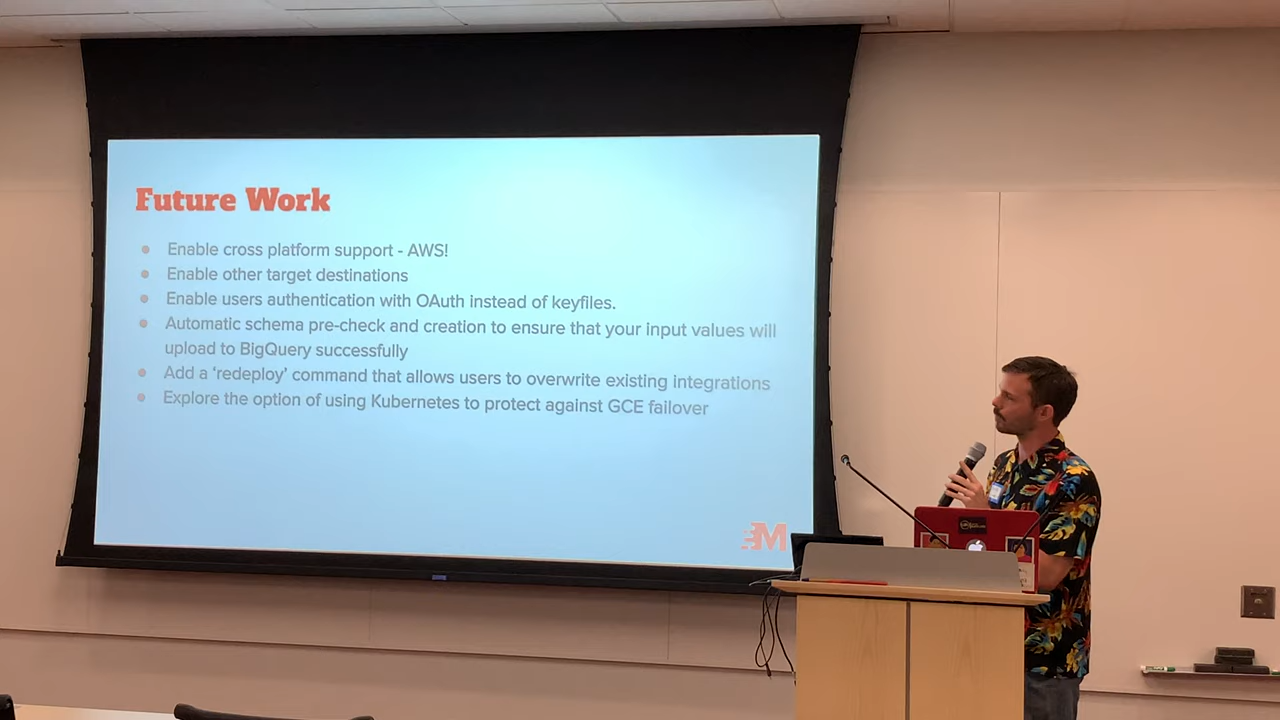 Future Work
Enable cross platform support - AWS!
Enable other target destinations
Enable users authentication with OAuth instead of keyfiles.
Automatic schema pre-check and creation to ensure that your input values will
upload to BigQuery successfully
Add a ‘redeploy’ command that allows users to overwrite existing integrations
Explore the option of using Kubernetes to protect against GCE failover
M